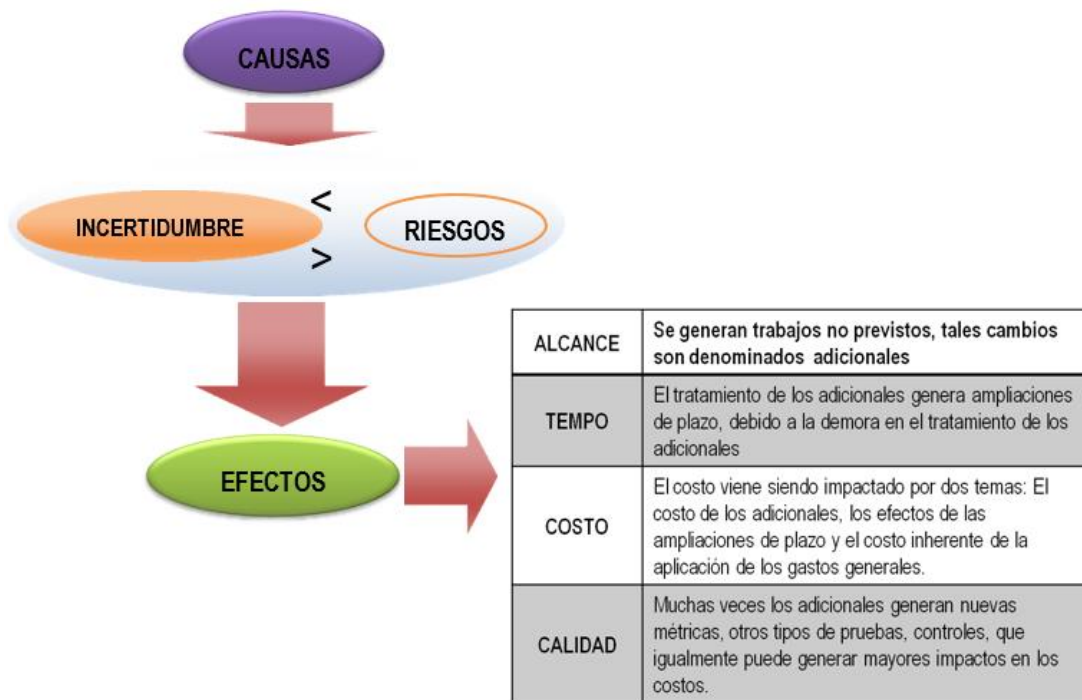 CAUSAS
<
INCERTIDUMBRE
RIESGOS
>
ALCANCE
Se generan trabajos no previstos, tales cambios
son denominados adicionales
TEMPO
El tratamiento de los adicionales genera ampliaciones
de plazo, debido a la demora en el tratamiento de los
adicionales
EFECTOS
COSTO
El costo viene siendo impactado por dos temas: El
costo de los adicionales, los efectos de las
ampliaciones de plazo y el costo inherente de la
aplicación de los gastos generales.
CALIDAD
Muchas veces los adicionales generan nuevas
métricas, otros tipos de pruebas, controles, que
igualmente puede generar mayores impactos en los
costos.